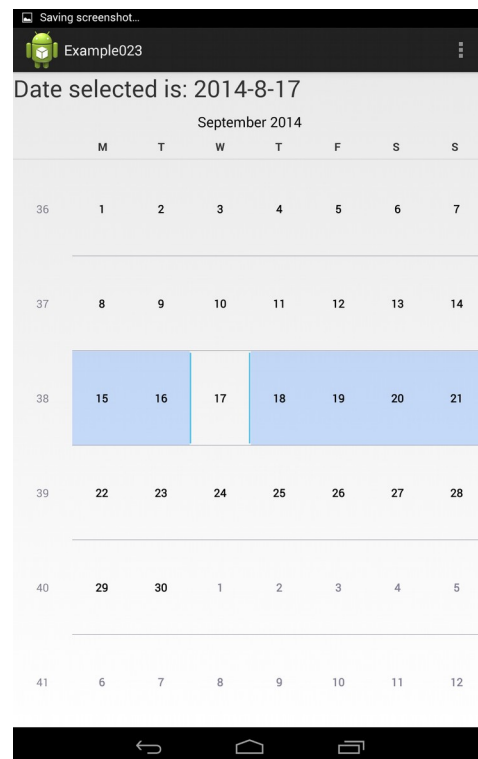 Saving screenshot...
Example023
Date selected is: 2014-8-17
September 2014
M T W T F S S
36 1 2 3 4 5 6 7
37 8 9 10 11 12 13 14
38 15 16 17 18 19 20 21
39 22 23 24 25 26 27 28
40 29 30 1 2 3 4 5
41 6 7 8 9 10 11 12